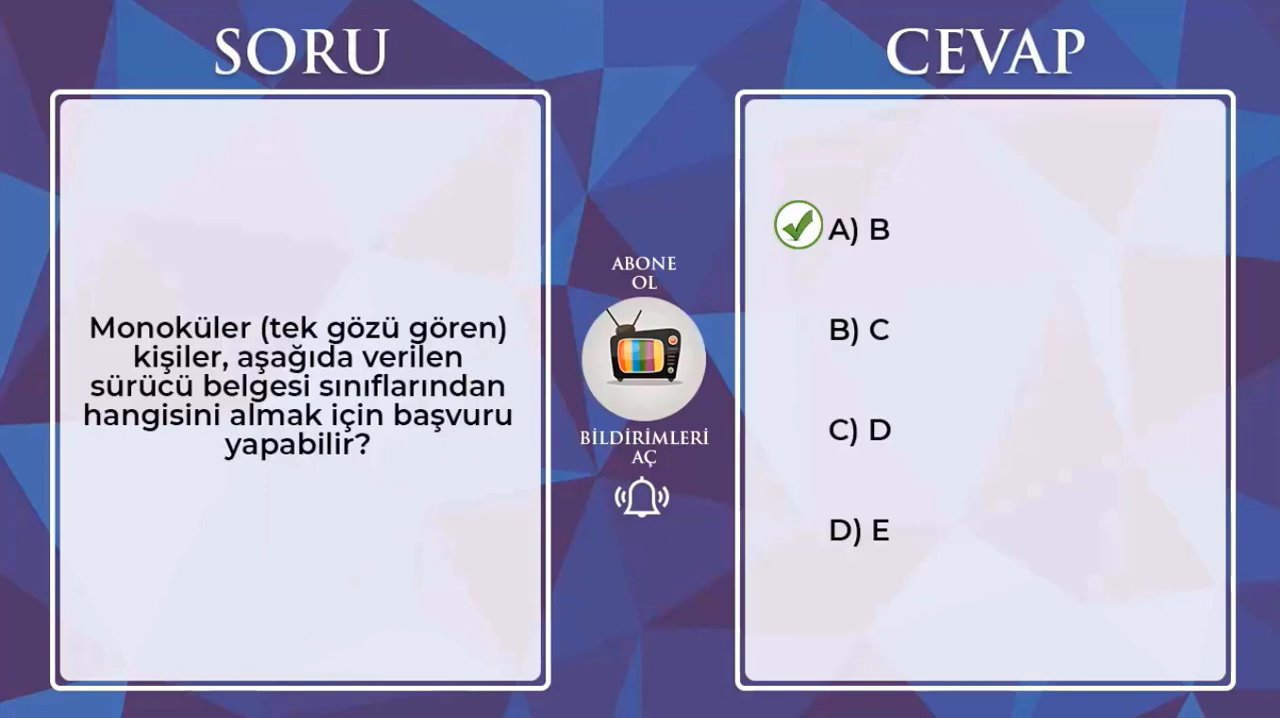 SORU
Monoküler (tek gözü gören)
kişiler, aşağıda verilen
sürücü belgesi sınıflarından
hangisini almak için başvuru
yapabilir?
ABONE
OL
BİLDİRİMLERİ
AÇ
CEVAP
A) B
B) C
C) D
D) E